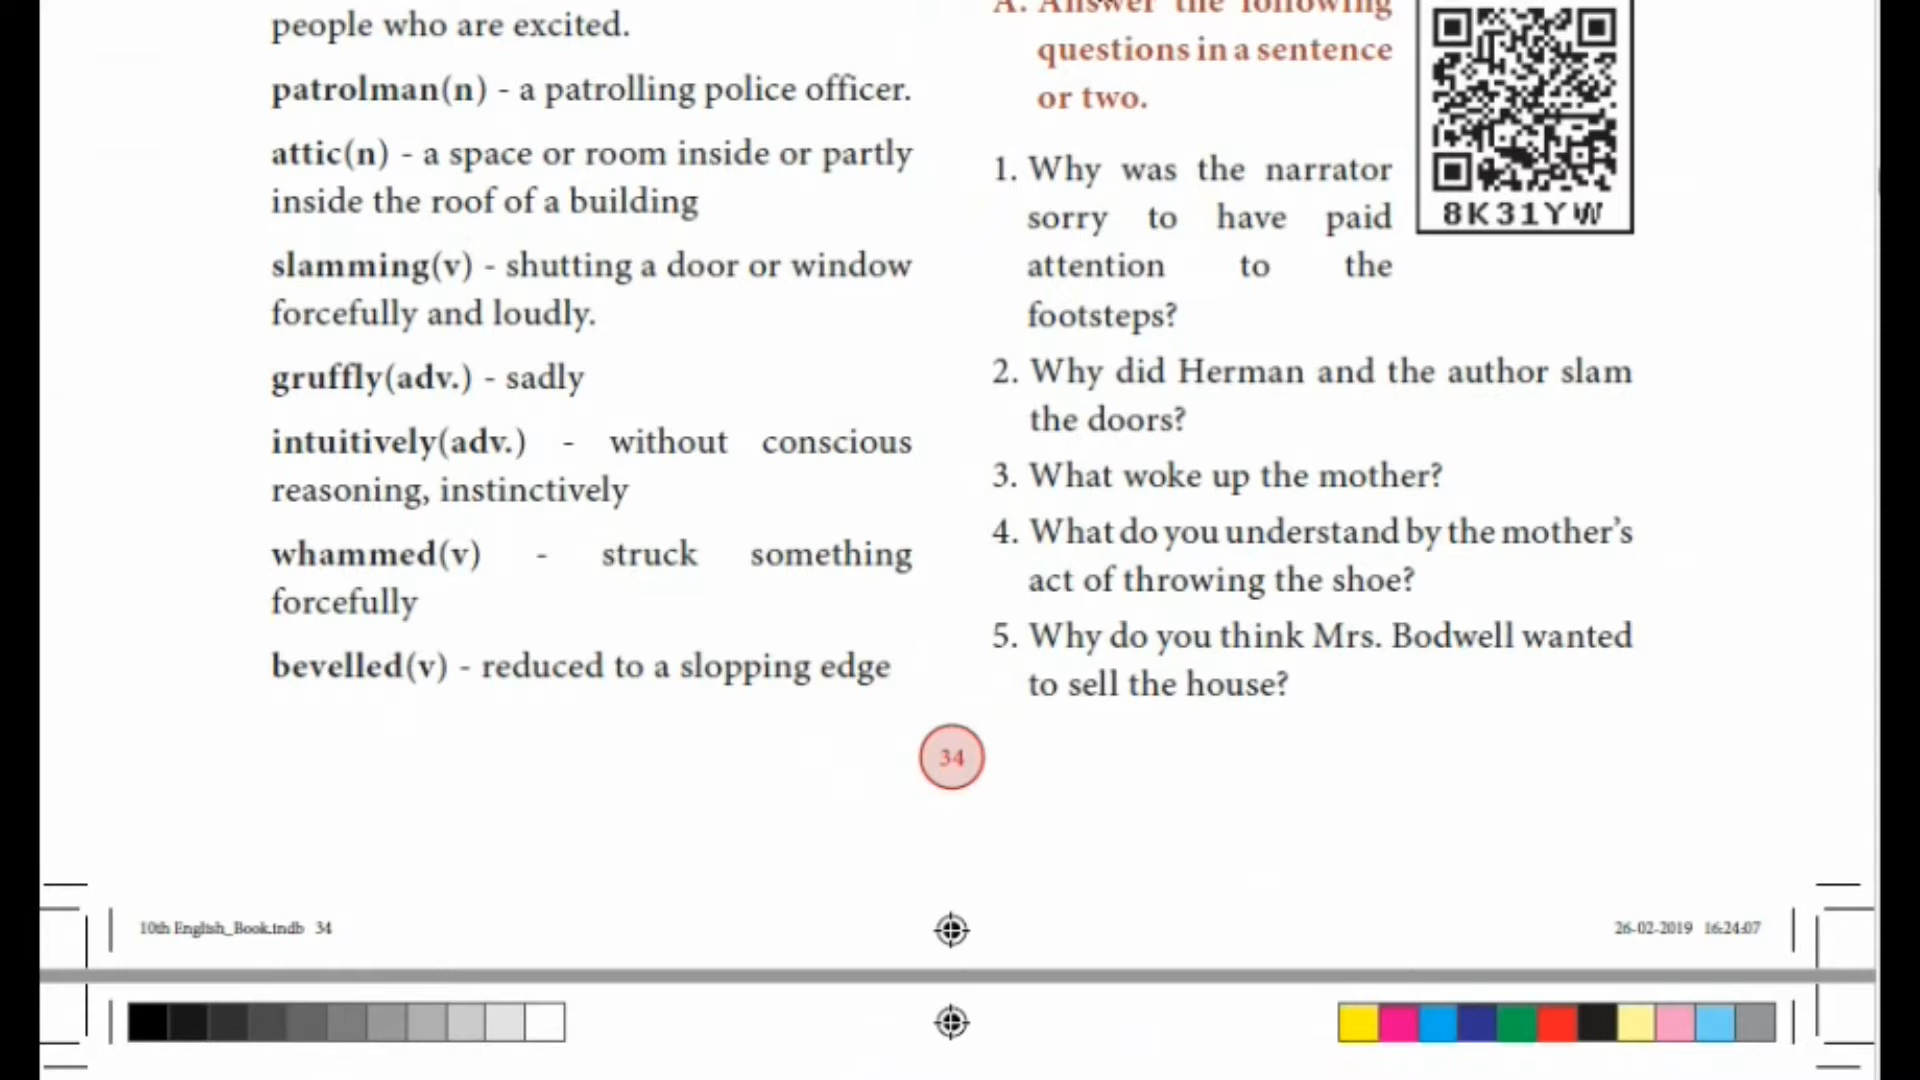 people who are excited.
patrolman(n) - a patrolling police officer.
attic(n) - a space or room inside or partly
inside the roof of a building
slamming(v) - shutting a door or window
forcefully and loudly.
gruffly(adv.) - sadly
intuitively(adv.) - without conscious
reasoning, instinctively
whammed(v) - struck something
forcefully
bevelled(v) - reduced to a slopping edge
A. Answer the following
questions in a sentence
or two.
8K31YW
1. Why was the narrator
sorry to have paid
attention to the
footsteps?
2. Why did Herman and the author slam
the doors?
3. What woke up the mother?
4. What do you understand by the mother’s
act of throwing the shoe?
5. Why do you think Mrs. Bodwell wanted
to sell the house?
34
10th English_Book.indb 34
26-02-2019 16:24:07